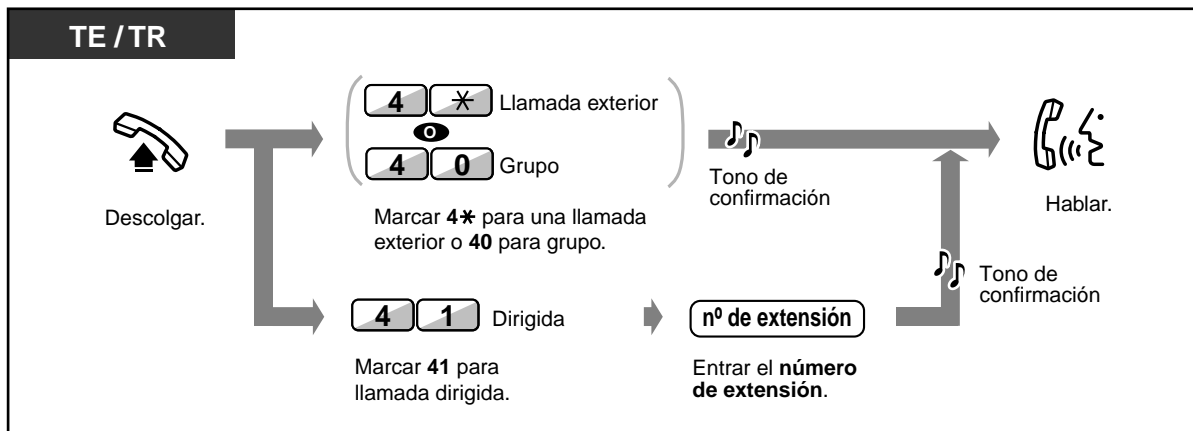 TE / TR
4 * Llamada exterior
O
4 0 Grupo
Descolgar.
Marcar 4* para una llamada
exterior o 40 para grupo.
Tono de
confirmación
Hablar.
4 1 Dirigida
Marcar 41 para
llamada dirigida.
nº de extensión
Entrar el número
de extensión.
Tono de
confirmación